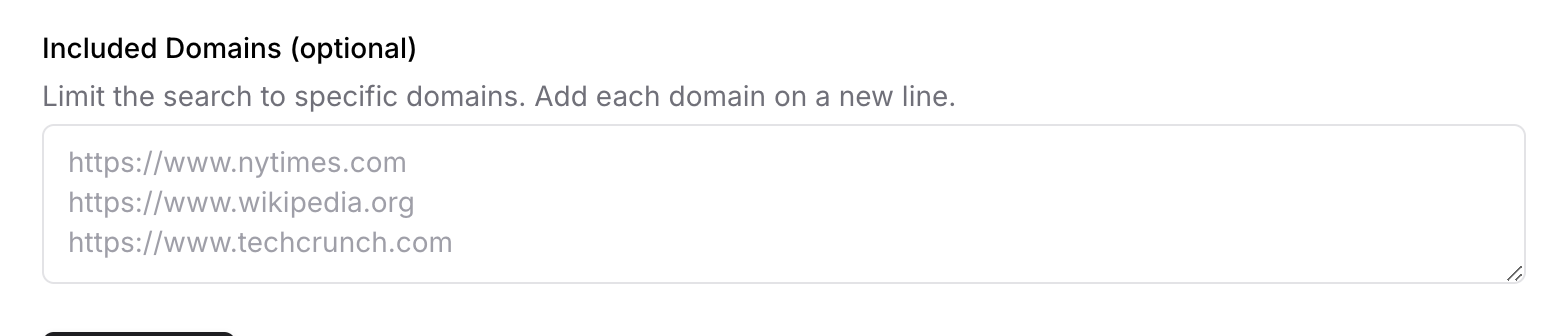 Included Domains (optional)
Limit the search to specific domains. Add each domain on a new line.
https://www.nytimes.com
https://www.wikipedia.org
https://www.techcrunch.com